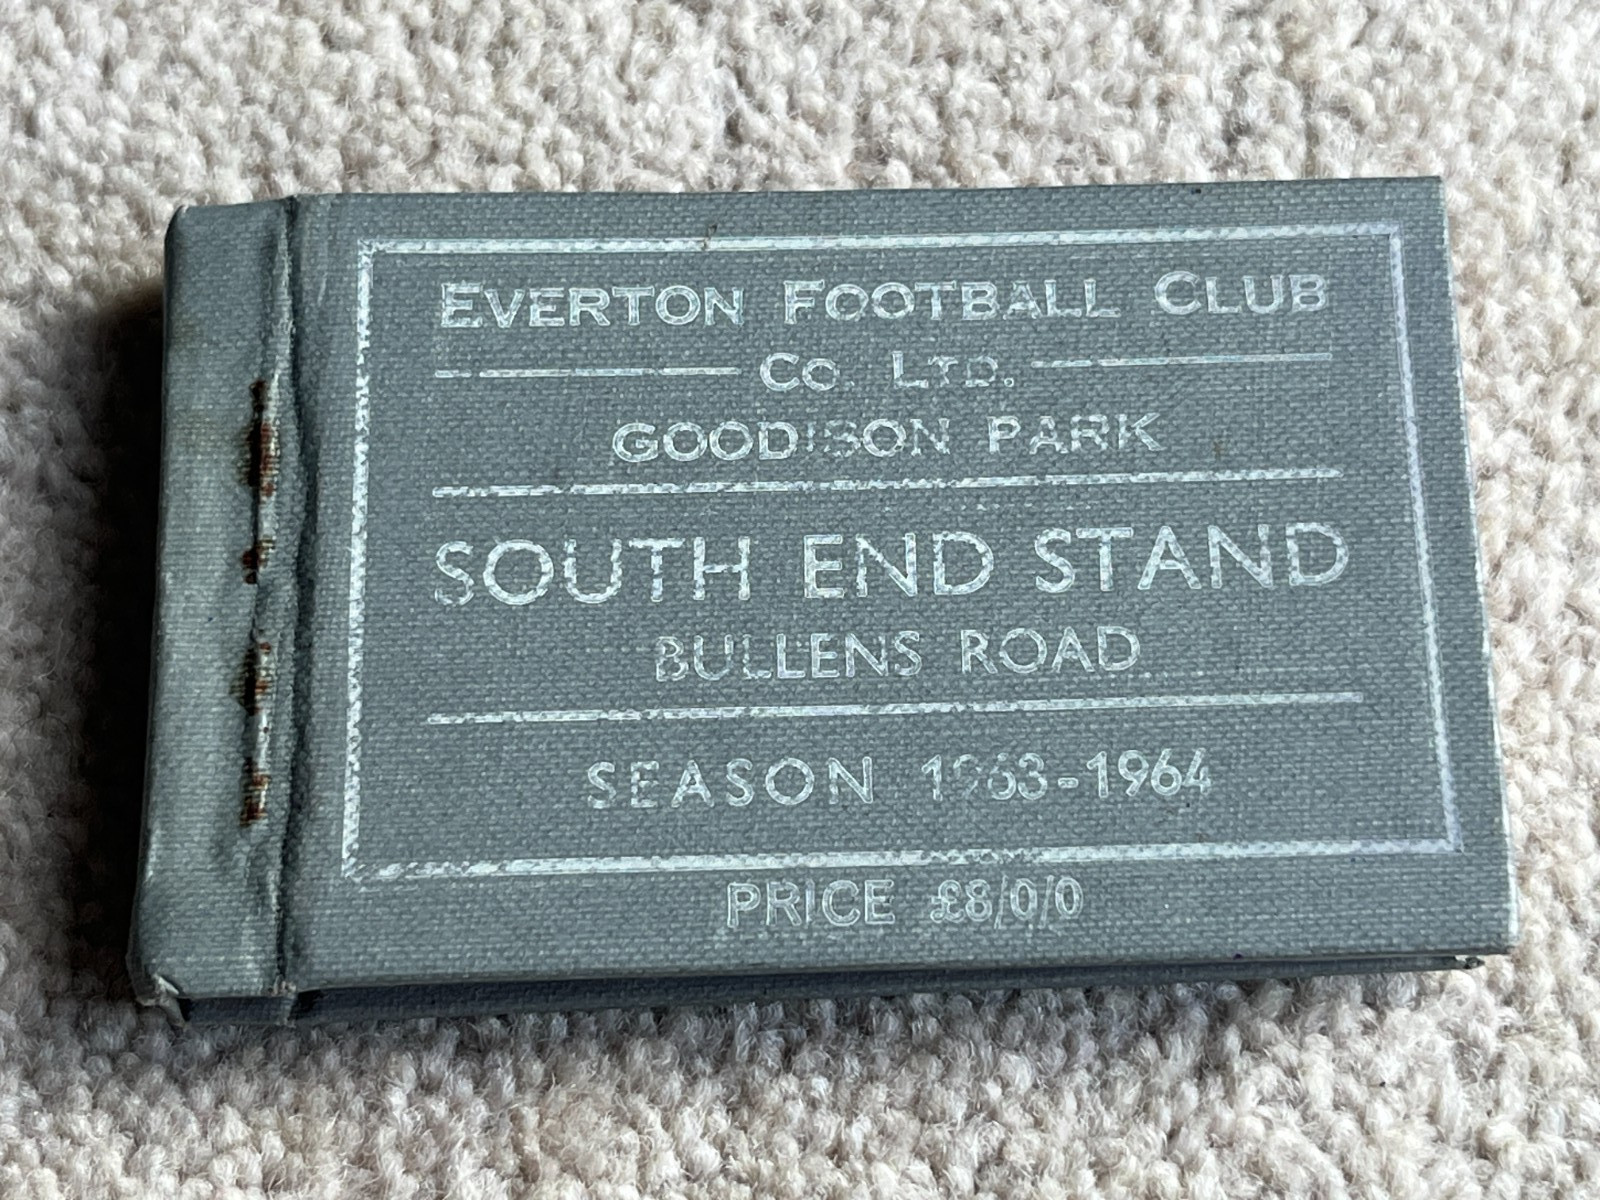 EVERTON FOOTBALL CLUB
CO. LTD.
GOODISON PARK
SOUTH END STAND
BULLENS ROAD
SEASON 1963-1964
PRICE £8/0/0